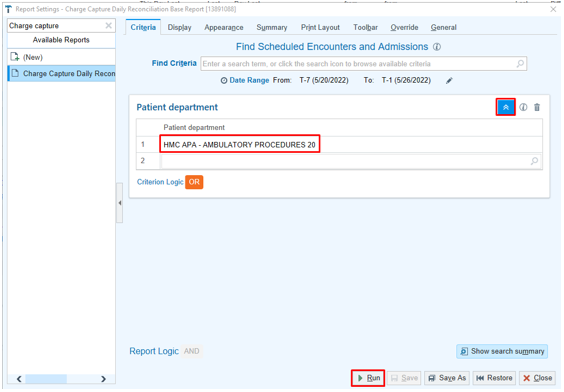 Report Settings - Charge Capture Daily Reconciliation Base Report [13891088]
Charge capture
Available Reports
(New)
Charge Capture Daily Recon
Criteria Display Appearance Summary Print Layout Toolbar Override General
Find Scheduled Encounters and Admissions
Find Criteria Enter a search term, or click the search icon to browse available criteria
Date Range From: T-7 (5/20/2022) To: T-1 (5/26/2022)
Patient department
Patient department
1 HMC APA - AMBULATORY PROCEDURES 20
2
Criterion Logic OR
Report Logic AND
Show search summary
Run Save Save As Restore Close